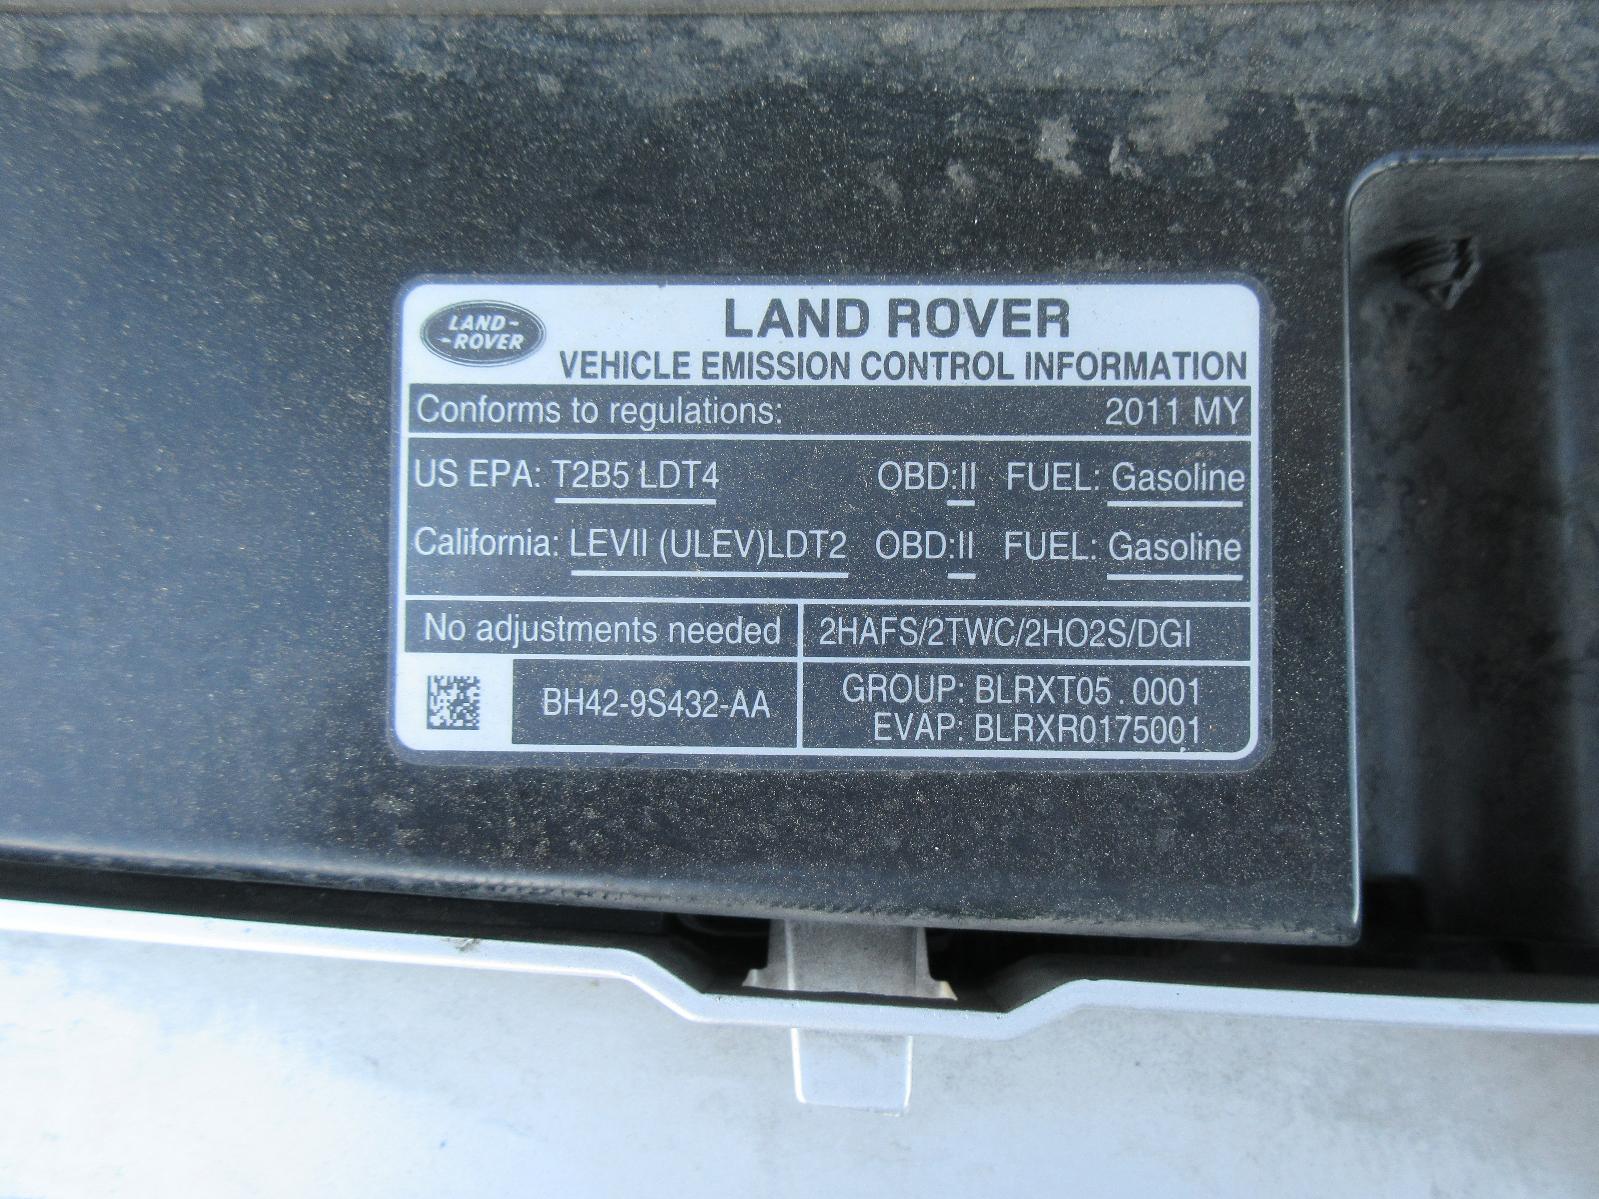 LAND-
-ROVER
LAND ROVER
VEHICLE EMISSION CONTROL INFORMATION
Conforms to regulations: 2011 MY
US EPA: T2B5 LDT4 OBD:II FUEL: Gasoline
California: LEVII (ULEV)LDT2 OBD:II FUEL: Gasoline
No adjustments needed 2HAFS/2TWC/2HO2S/DGI
BH42-9S432-AA
GROUP: BLRXT05.0001
EVAP: BLRXR0175001